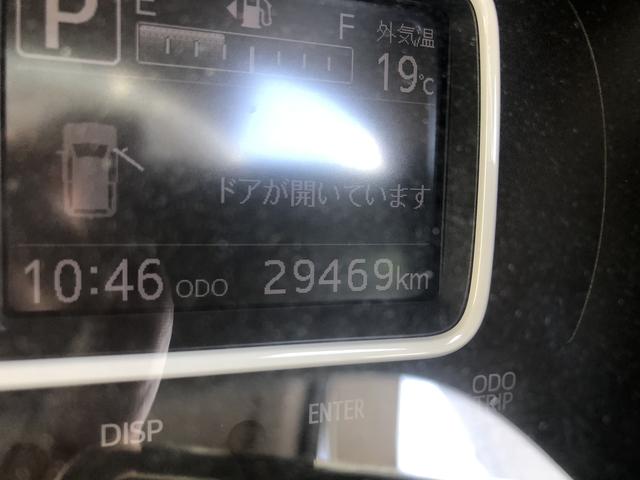 P
E F 外気温
19℃
ドアが開いています
10:46 ODO 29469km
DISP ENTER ODO
TRIP